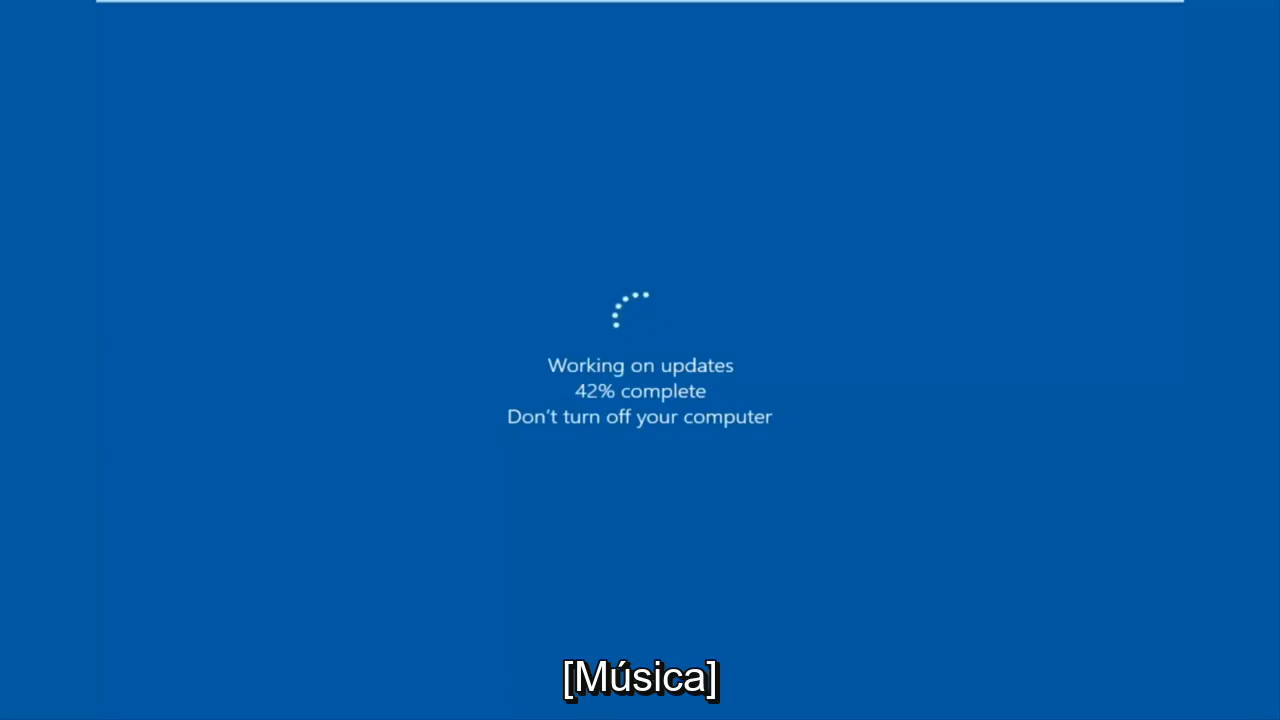 Working on updates
42% complete
Don't turn off your computer
[Música]